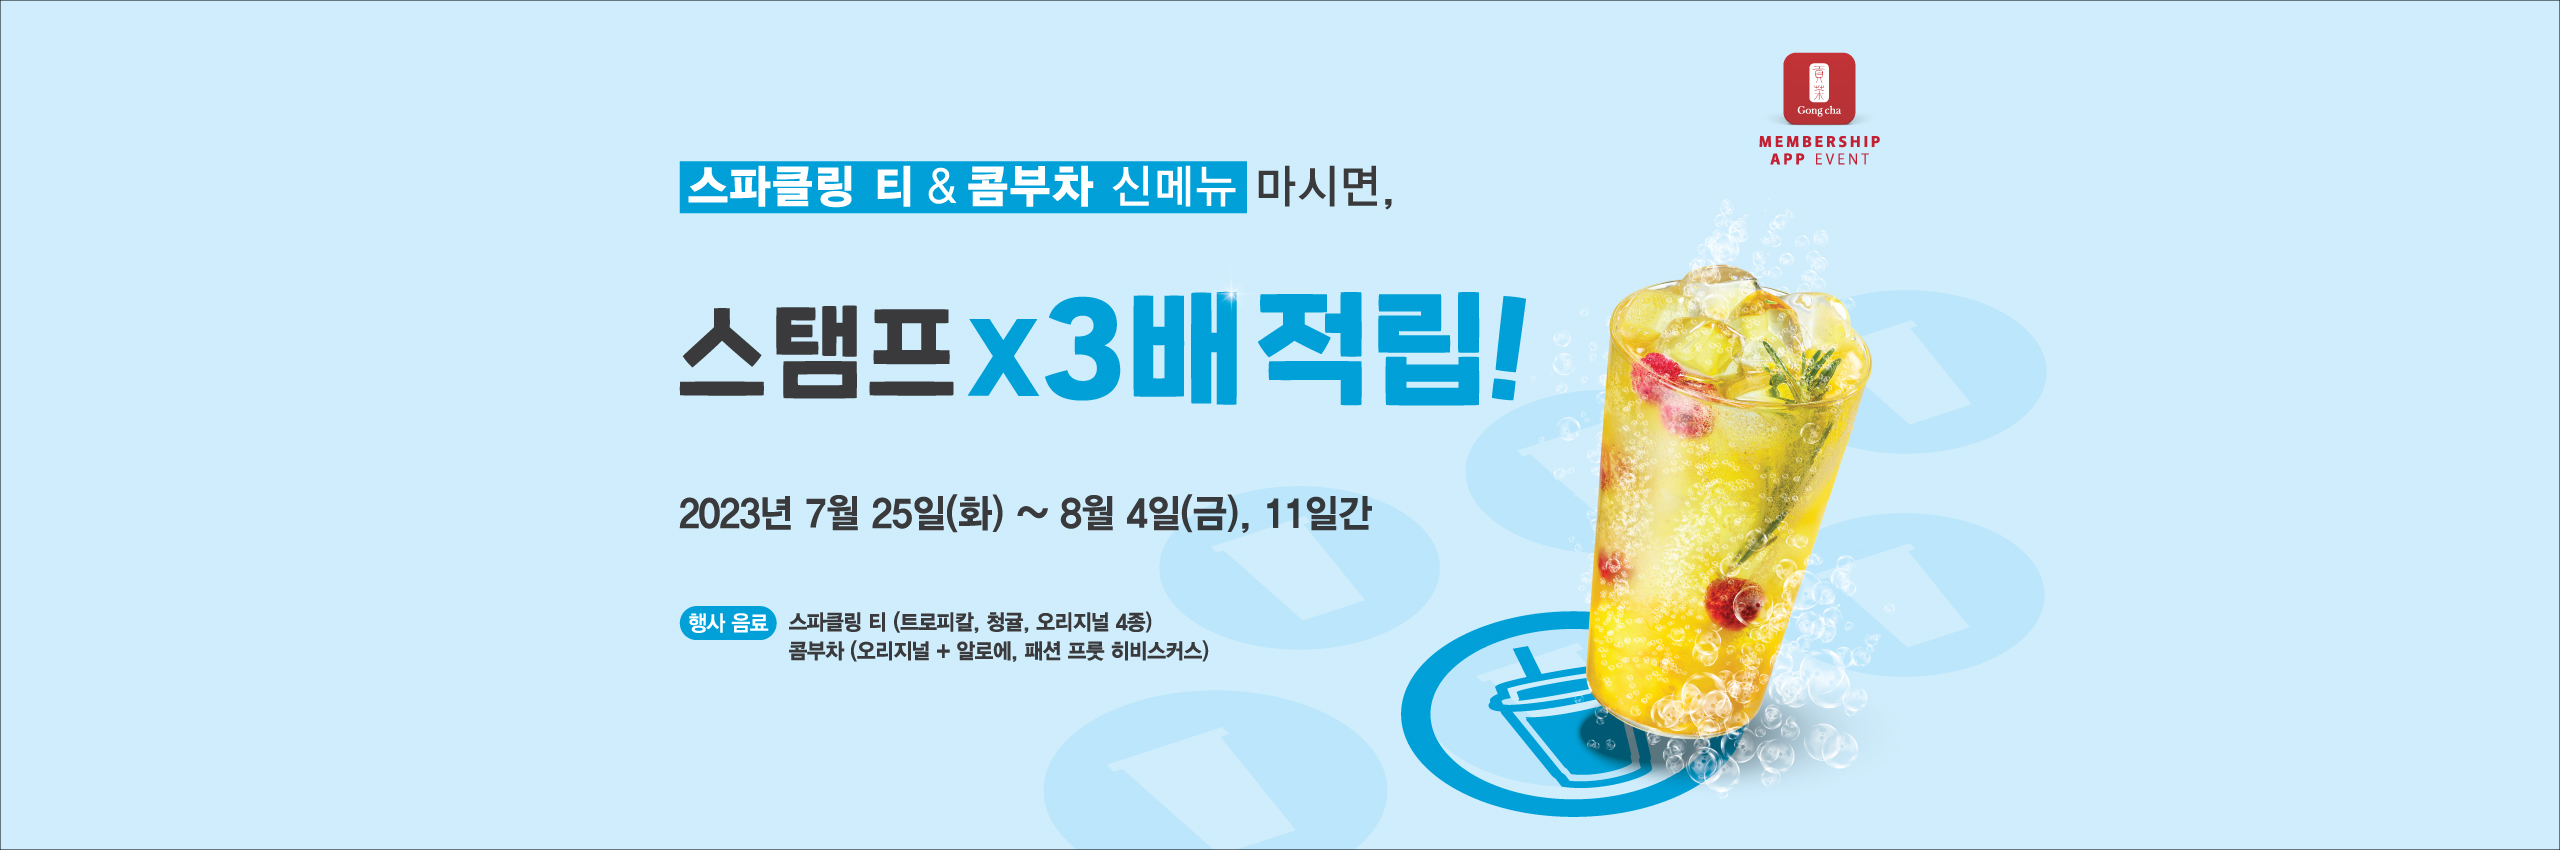 貢茶
Gong cha
MEMBERSHIP
APP EVENT
스파클링 티 & 콤부차 신메뉴 마시면,
스탬프 x3배 적립!
2023년 7월 25일(화) ~ 8월 4일(금), 11일간
행사 음료 스파클링 티 (트로피칼, 청귤, 오리지널 4종)
콤부차 (오리지널 + 알로에, 패션 프룻 히비스커스)